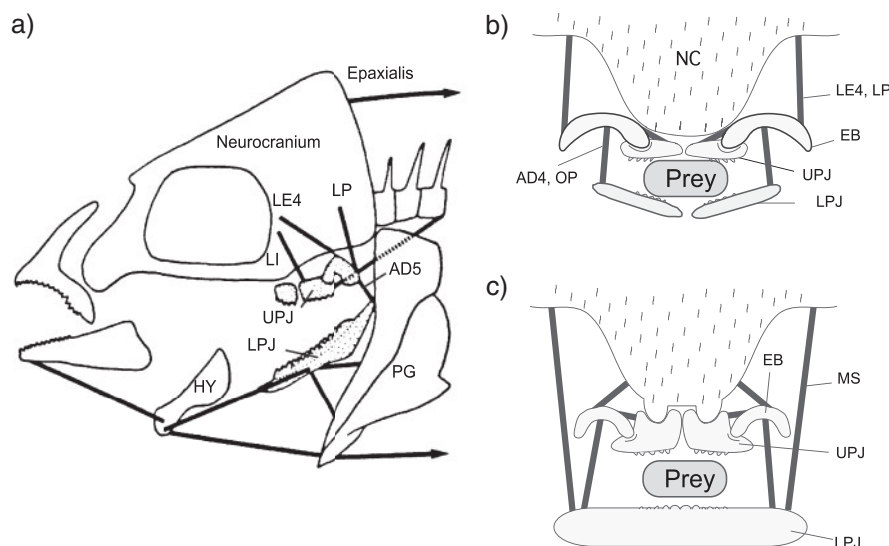 a)
Epaxialis
Neurocranium
LE4
LP
LI
AD5
UPJ
LPJ
HY
PG
b)
NC
LE4, LP
EB
AD4, OP
Prey
UPJ
LPJ
c)
EB
MS
UPJ
Prey
LPJ